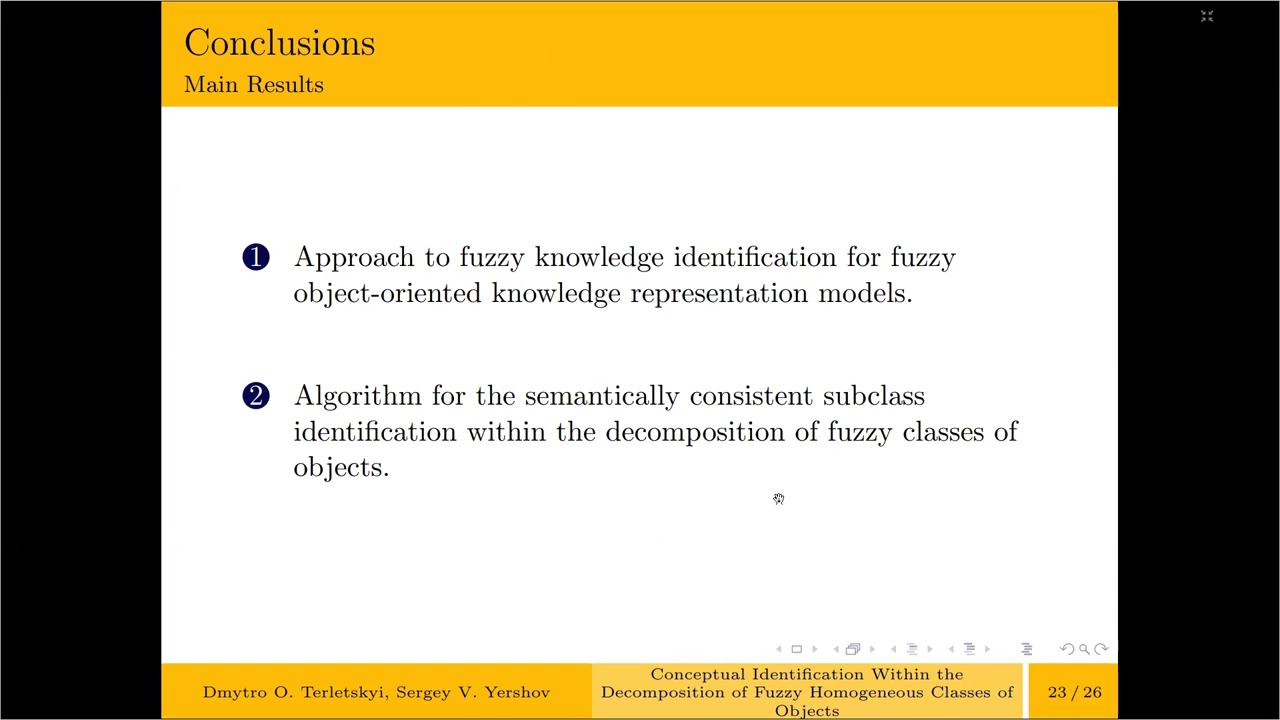 Conclusions
Main Results
1 Approach to fuzzy knowledge identification for fuzzy
object-oriented knowledge representation models.
2 Algorithm for the semantically consistent subclass
identification within the decomposition of fuzzy classes of
objects.
Dmytro O. Terletskyi, Sergey V. Yershov
Conceptual Identification Within the
Decomposition of Fuzzy Homogeneous Classes of
Objects
23 / 26